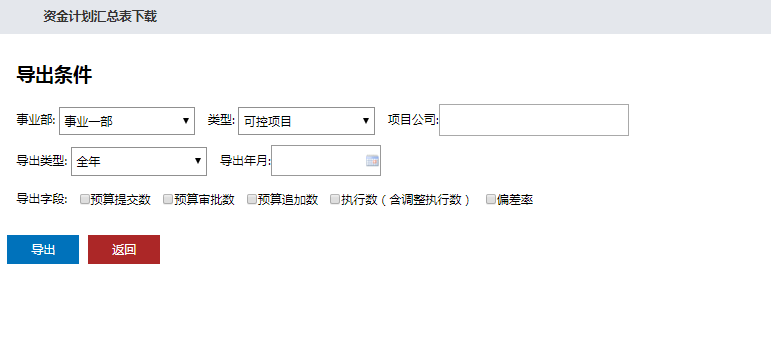 资金计划汇总表下载
导出条件
事业部: 事业一部 类型: 可控项目 项目公司:
导出类型: 全年 导出年月:
导出字段: 预算提交数 预算审批数 预算追加数 执行数（含调整执行数） 偏差率
导出 返回